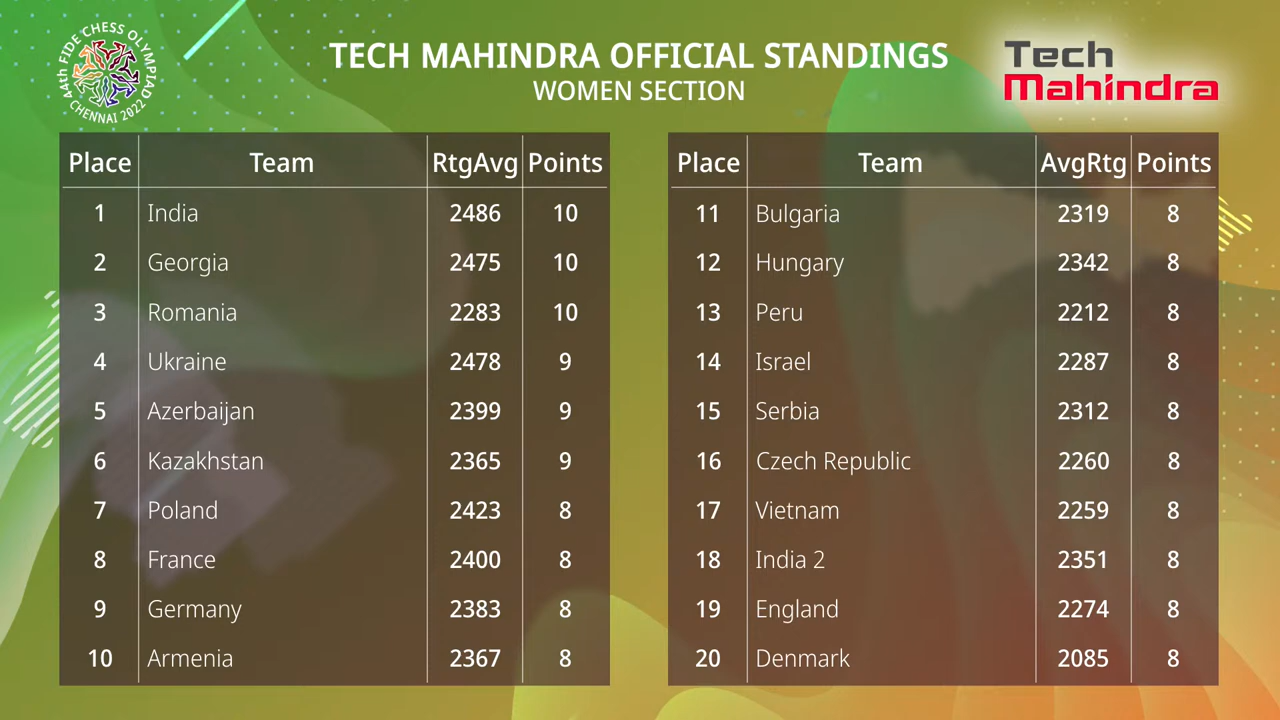 44th FIDE CHESS OLYMPIAD
CHENNAI 2022
TECH MAHINDRA OFFICIAL STANDINGS
WOMEN SECTION
Tech
Mahindra
Place Team RtgAvg Points
1 India 2486 10
2 Georgia 2475 10
3 Romania 2283 10
4 Ukraine 2478 9
5 Azerbaijan 2399 9
6 Kazakhstan 2365 9
7 Poland 2423 8
8 France 2400 8
9 Germany 2383 8
10 Armenia 2367 8
Place Team AvgRtg Points
11 Bulgaria 2319 8
12 Hungary 2342 8
13 Peru 2212 8
14 Israel 2287 8
15 Serbia 2312 8
16 Czech Republic 2260 8
17 Vietnam 2259 8
18 India 2 2351 8
19 England 2274 8
20 Denmark 2085 8